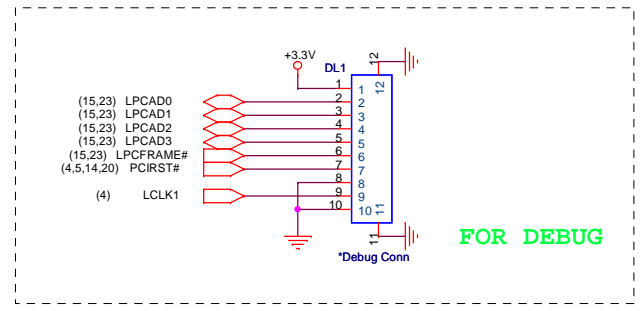 +3.3V
DL1
12
12
1 1
(15,23) LPCAD0 2 2
(15,23) LPCAD1 3 3
(15,23) LPCAD2 4 4
(15,23) LPCAD3 5 5
(15,23) LPCFRAME# 6 6
(4,5,14,20) PCIRST# 7 7
8 8
(4) LCLK1 9 9
10 10
11
11
*Debug Conn
FOR DEBUG